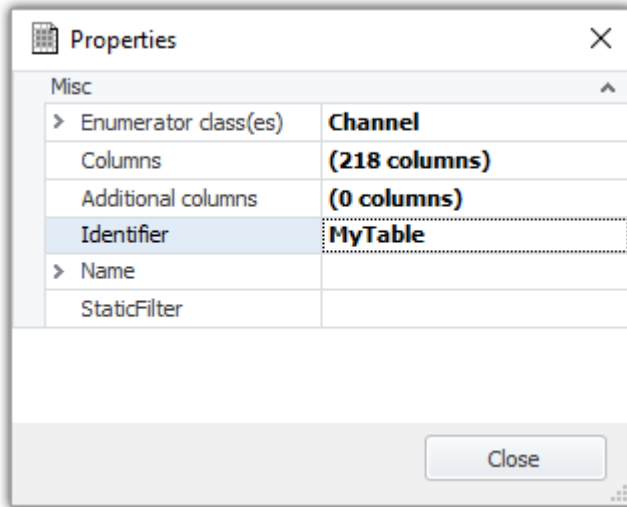 Properties
Misc
Enumerator class(es) Channel
Columns (218 columns)
Additional columns (0 columns)
Identifier MyTable
Name
StaticFilter
Close